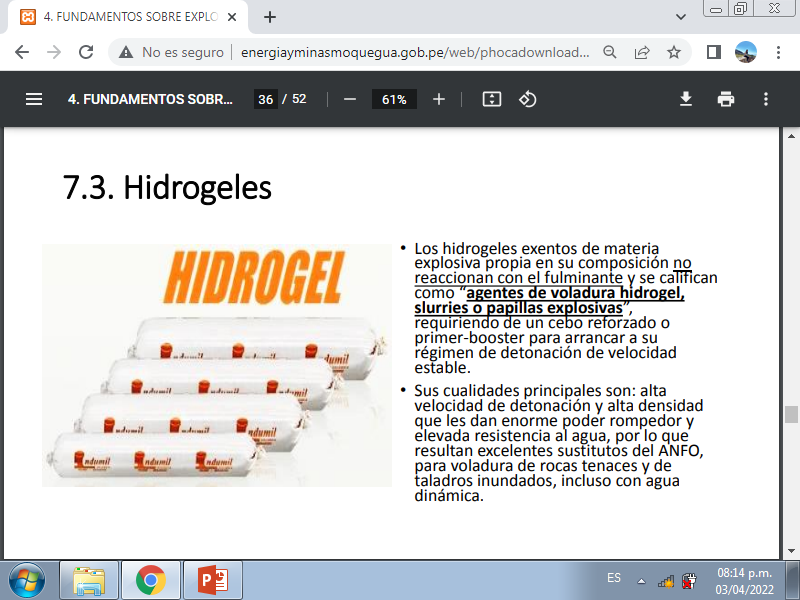 4. FUNDAMENTOS SOBRE EXPLO
No es seguro
energiayminasmoquegua.gob.pe/web/phocadownload...
4. FUNDAMENTOS SOBR...
36 / 52
61%
7.3. Hidrogeles
HIDROGEL
ndumil
ndumil
ndumil
ndumil
ndumil
ndumil
• Los hidrogeles exentos de materia
explosiva propia en su composición no
reaccionan con el fulminante y se califican
como “agentes de voladura hidrogel,
slurries o papillas explosivas”,
requiriendo de un cebo reforzado o
primer-booster para arrancar a su
régimen de detonación de velocidad
estable.
• Sus cualidades principales son: alta
velocidad de detonación y alta densidad
que les dan enorme poder rompedor y
elevada resistencia al agua, por lo que
resultan excelentes sustitutos del ANFO,
para voladura de rocas tenaces y de
taladros inundados, incluso con agua
dinámica.
ES
08:14 p.m.
03/04/2022